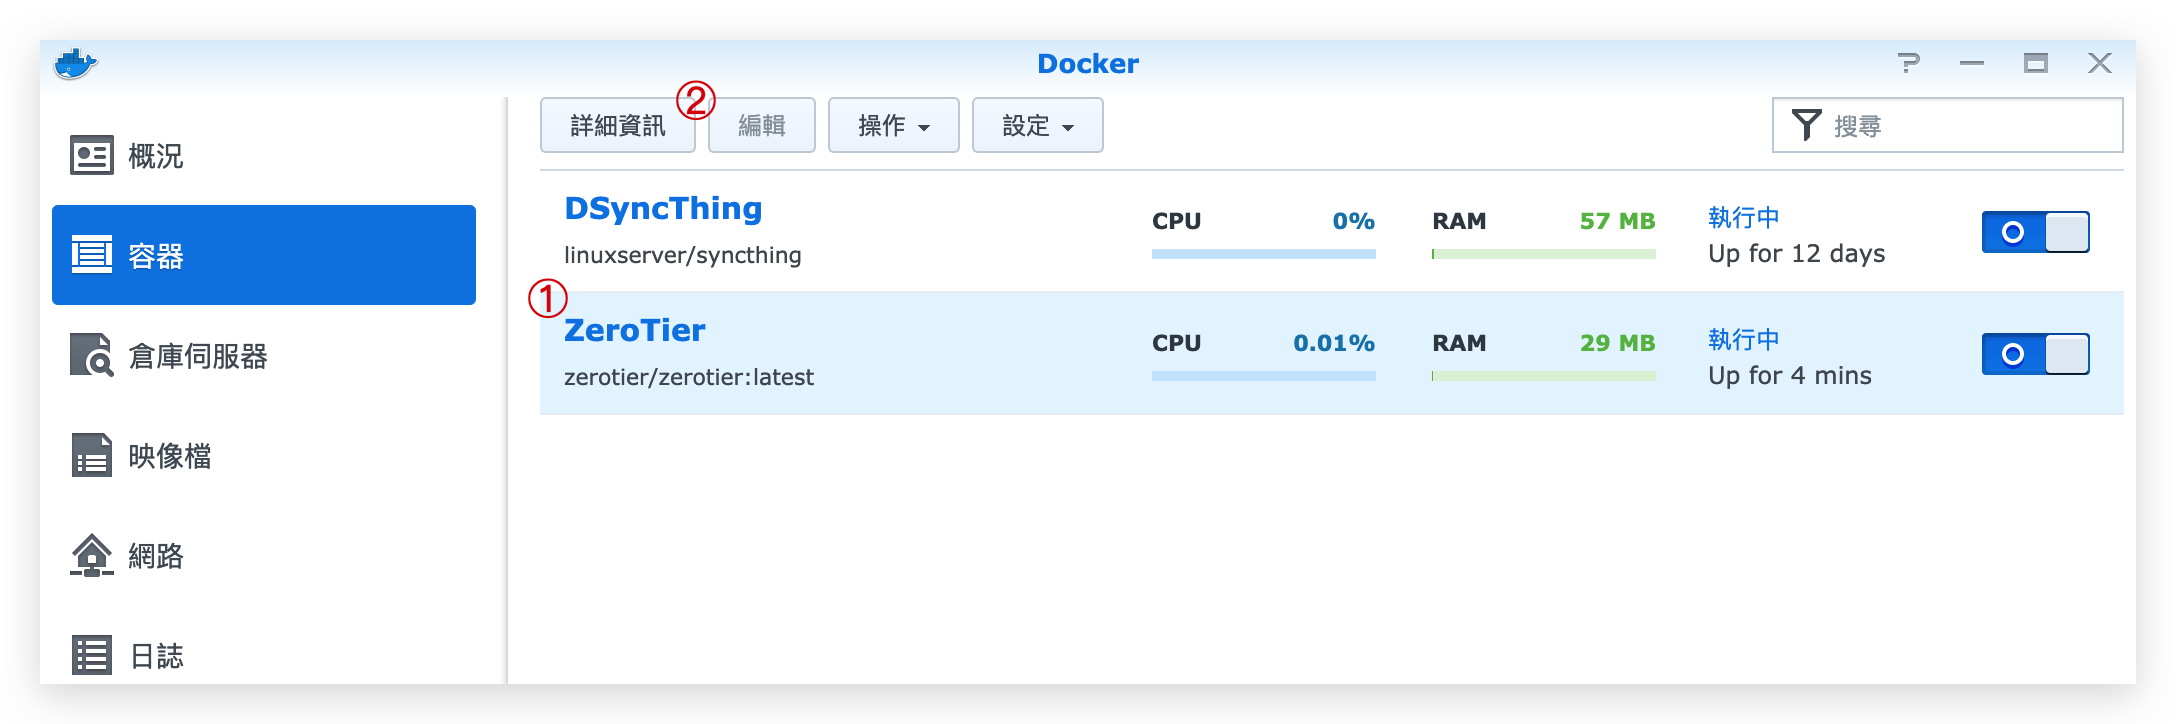 Docker
概況
容器
倉庫伺服器
映像檔
網路
日誌
詳細資訊 ② 編輯 操作 設定 搜尋
DSyncThing
linuxserver/syncthing
CPU 0% RAM 57 MB 執行中
Up for 12 days
①
ZeroTier
zerotier/zerotier:latest
CPU 0.01% RAM 29 MB 執行中
Up for 4 mins